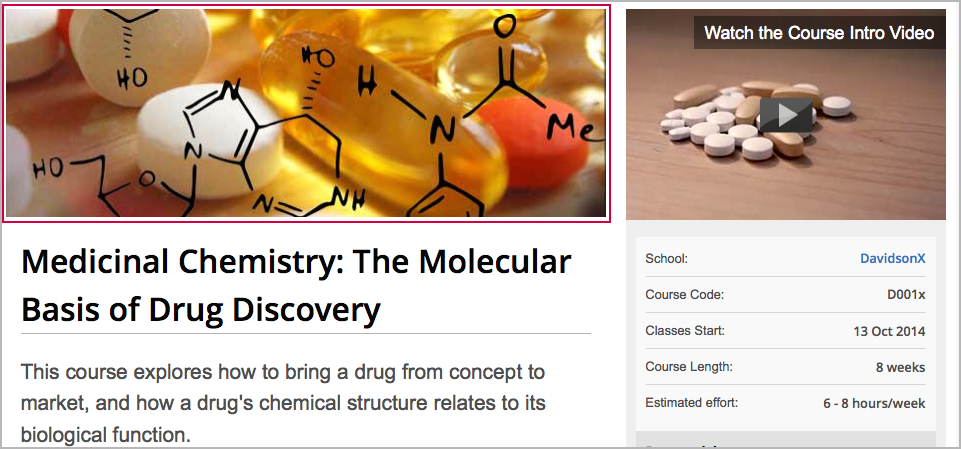 HO
HO
H
O
N
Me
N
N
HO
O
N
NH
Watch the Course Intro Video
Medicinal Chemistry: The Molecular
Basis of Drug Discovery
This course explores how to bring a drug from concept to
market, and how a drug's chemical structure relates to its
biological function.
School: DavidsonX
Course Code: D001x
Classes Start: 13 Oct 2014
Course Length: 8 weeks
Estimated effort: 6 - 8 hours/week